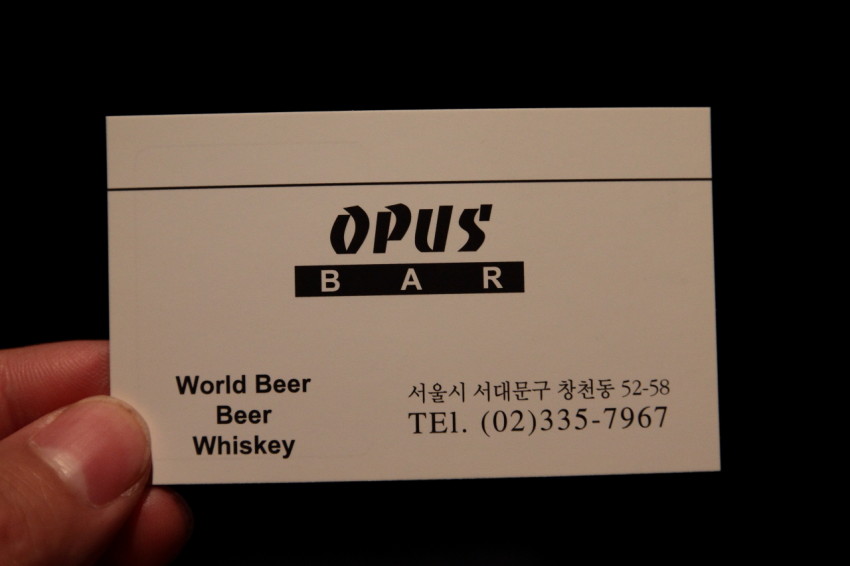 OPUS
BAR
World Beer
Beer
Whiskey
서울시 서대문구 창천동 52-58
TEl. (02)335-7967